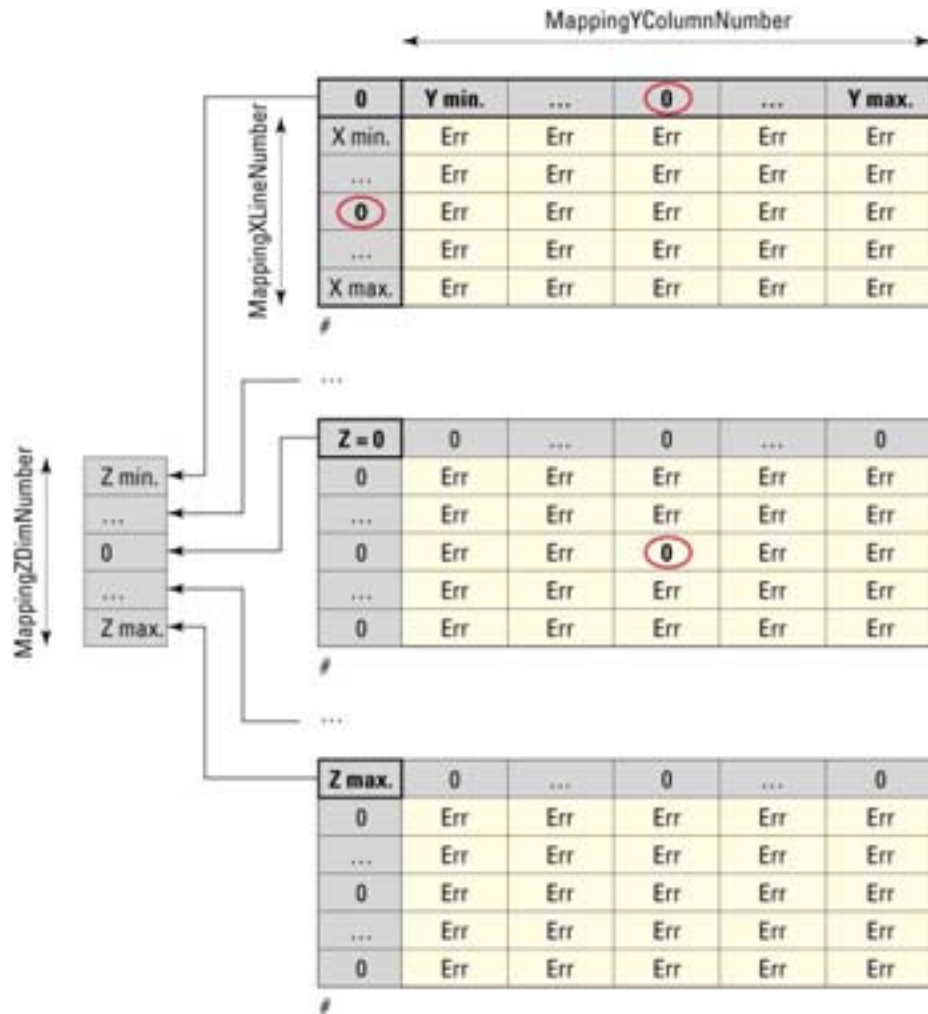 MappingYColumnNumber
0 Y min. ... 0 ... Y max.
MappingXLineNumber
X min. Err Err Err Err Err
... Err Err Err Err Err
0 Err Err Err Err Err
... Err Err Err Err Err
X max. Err Err Err Err Err
#
...
MappingZDimNumber
Z min.
...
0
...
Z max.
Z = 0 0 ... 0 ... 0
0 Err Err Err Err Err
... Err Err Err Err Err
0 Err Err 0 Err Err
... Err Err Err Err Err
0 Err Err Err Err Err
#
...
Z max. 0 ... 0 ... 0
0 Err Err Err Err Err
... Err Err Err Err Err
0 Err Err Err Err Err
... Err Err Err Err Err
0 Err Err Err Err Err
#